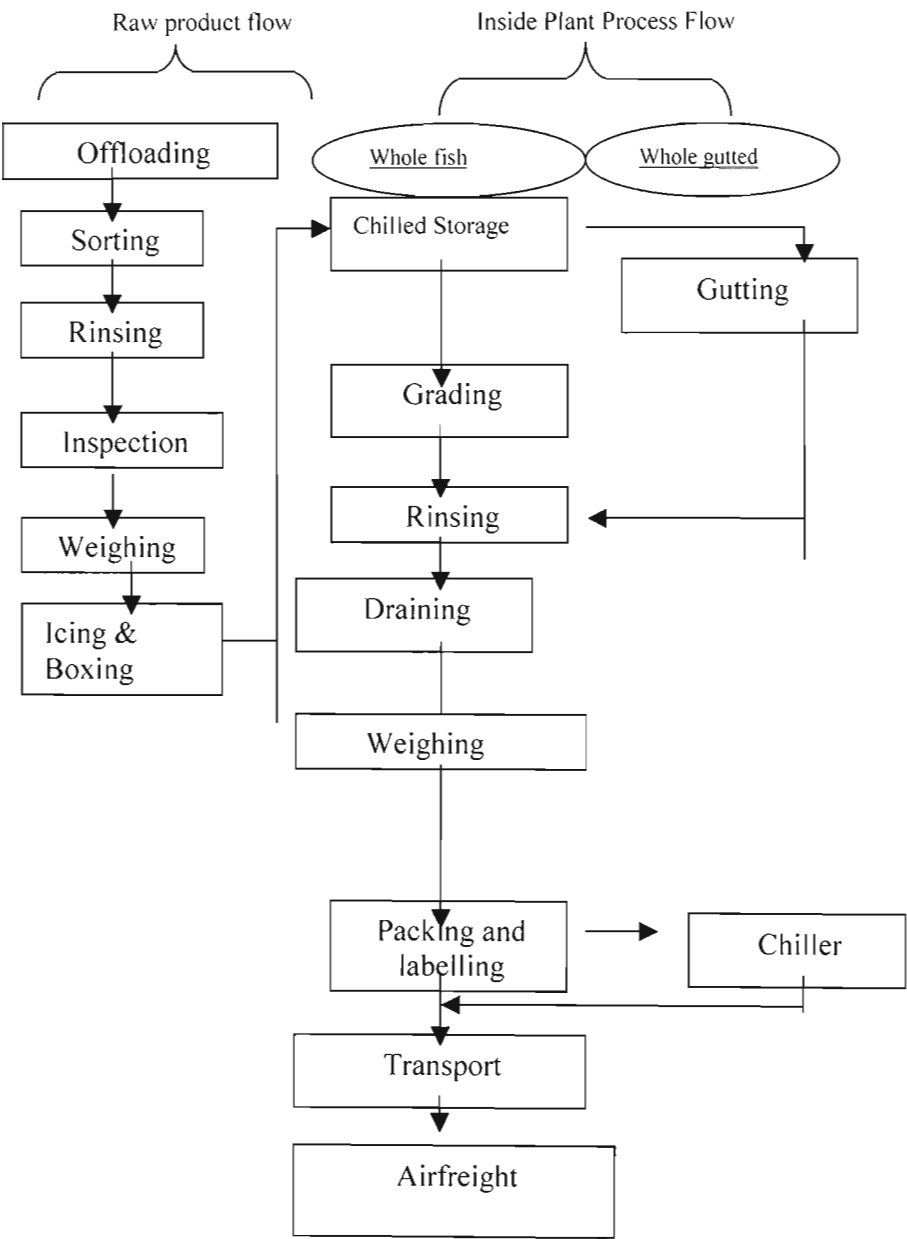 Raw product flow
Inside Plant Process Flow
Offloading
Sorting
Rinsing
Inspection
Weighing
Icing &
Boxing
Whole fish
Whole gutted
Chilled Storage
Gutting
Grading
Rinsing
Draining
Weighing
Packing and
labelling
Chiller
Transport
Airfreight